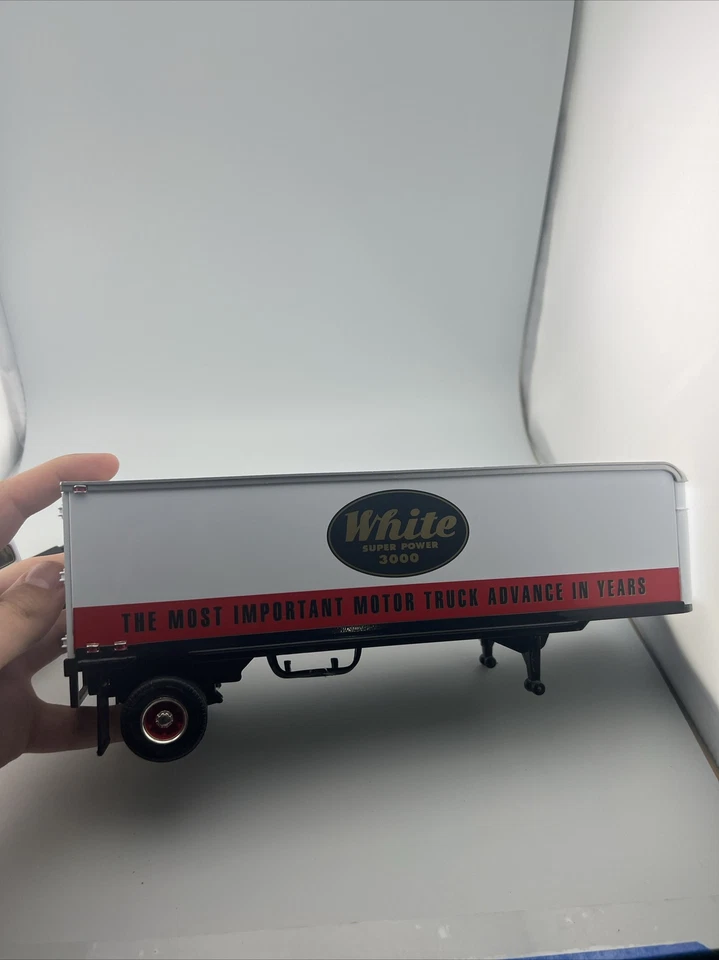 White
SUPER POWER
3000
THE MOST IMPORTANT MOTOR TRUCK ADVANCE IN YEARS